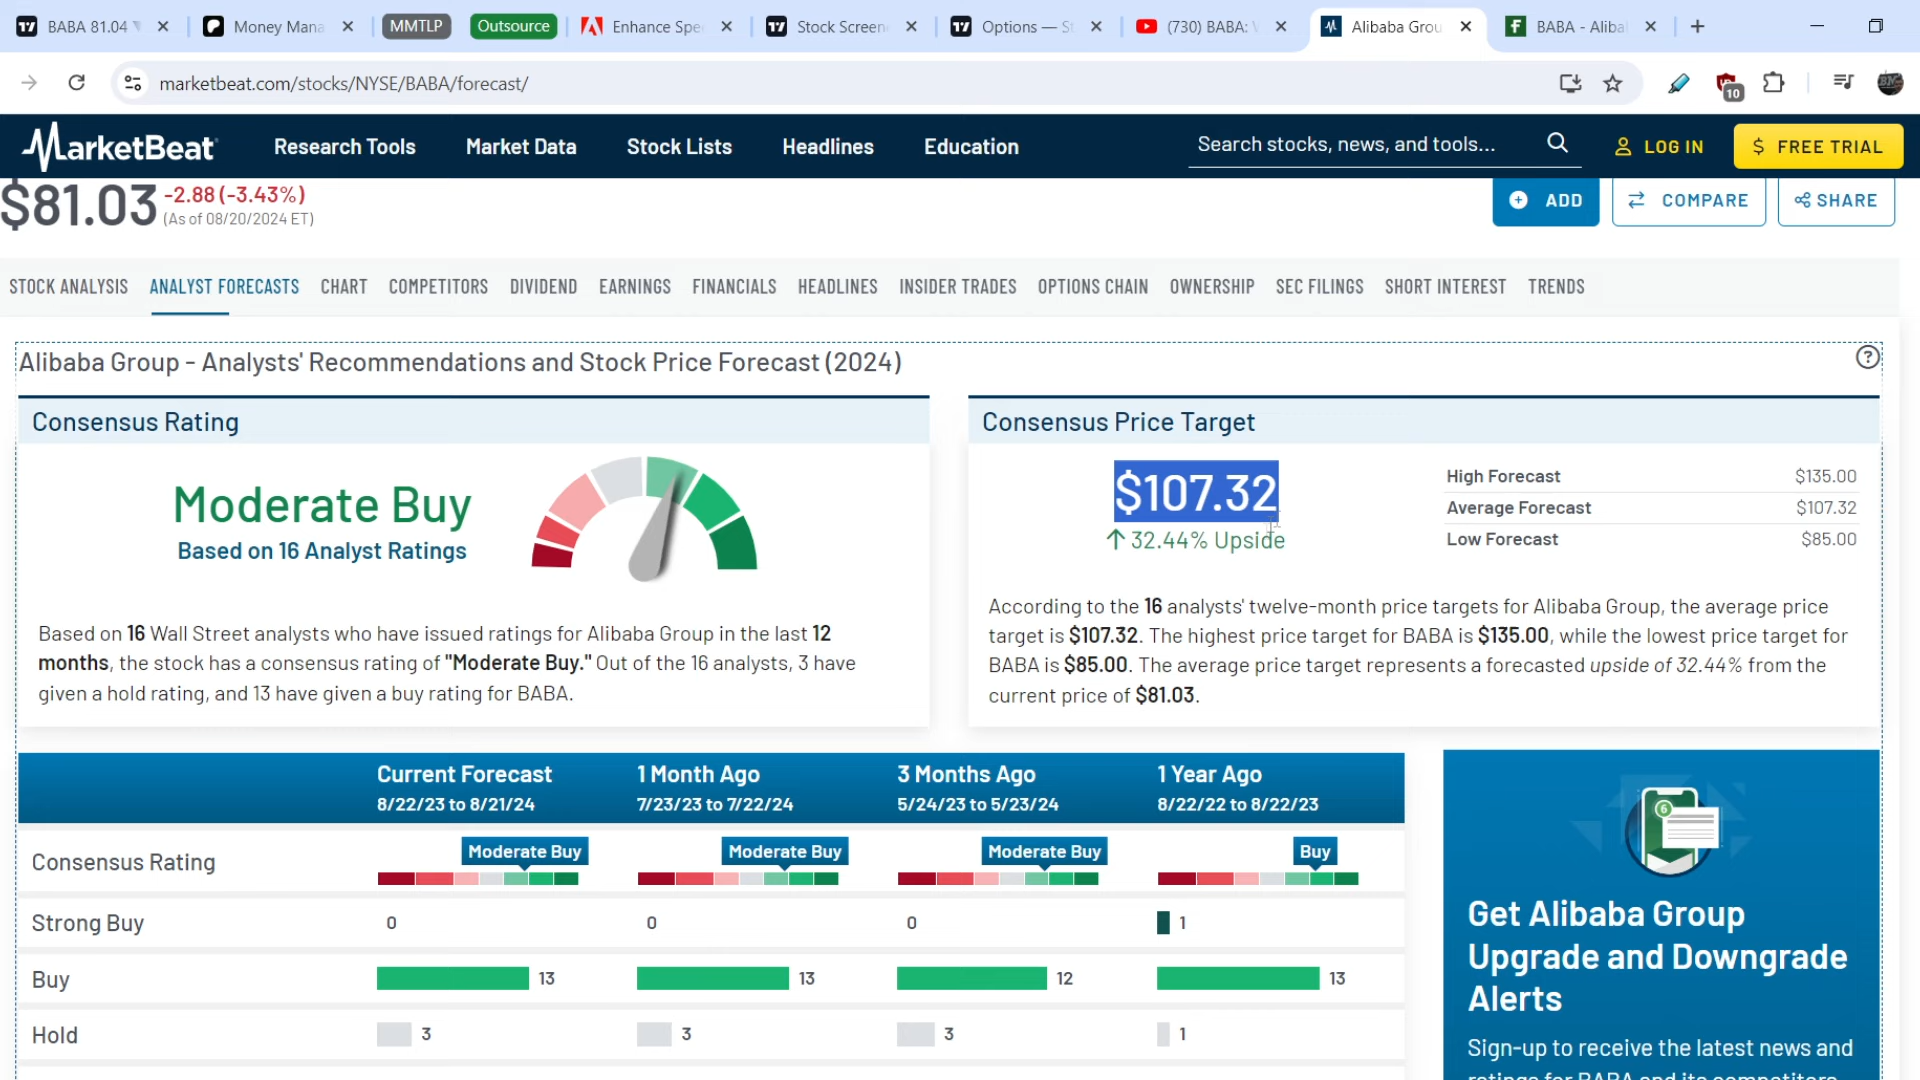 BABA 81.04
Money Mana
MMTLP
Outsource
Enhance Spe
Stock Screen
Options — St
(730) BABA:
Alibaba Grou
BABA - Alibal
marketbeat.com/stocks/NYSE/BABA/forecast/
10
MarketBeat
Research Tools
Market Data
Stock Lists
Headlines
Education
Search stocks, news, and tools...
LOG IN
$ FREE TRIAL
$81.03
-2.88 (-3.43%)
(As of 08/20/2024 ET)
ADD
COMPARE
SHARE
STOCK ANALYSIS
ANALYST FORECASTS
CHART
COMPETITORS
DIVIDEND
EARNINGS
FINANCIALS
HEADLINES
INSIDER TRADES
OPTIONS CHAIN
OWNERSHIP
SEC FILINGS
SHORT INTEREST
TRENDS
Alibaba Group - Analysts' Recommendations and Stock Price Forecast (2024)
?
Consensus Rating
Moderate Buy
Based on 16 Analyst Ratings
Based on 16 Wall Street analysts who have issued ratings for Alibaba Group in the last 12
months, the stock has a consensus rating of "Moderate Buy." Out of the 16 analysts, 3 have
given a hold rating, and 13 have given a buy rating for BABA.
Consensus Price Target
$107.32
↑ 32.44% Upside
High Forecast $135.00
Average Forecast $107.32
Low Forecast $85.00
According to the 16 analysts' twelve-month price targets for Alibaba Group, the average price
target is $107.32. The highest price target for BABA is $135.00, while the lowest price target for
BABA is $85.00. The average price target represents a forecasted upside of 32.44% from the
current price of $81.03.
Current Forecast 1 Month Ago 3 Months Ago 1 Year Ago
8/22/23 to 8/21/24 7/23/23 to 7/22/24 5/24/23 to 5/23/24 8/22/22 to 8/22/23
Consensus Rating Moderate Buy Moderate Buy Moderate Buy Buy
Strong Buy 0 0 0 1
Buy 13 13 12 13
Hold 3 3 3 1
6
Get Alibaba Group
Upgrade and Downgrade
Alerts
Sign-up to receive the latest news and
ratings for BABA and its competitors